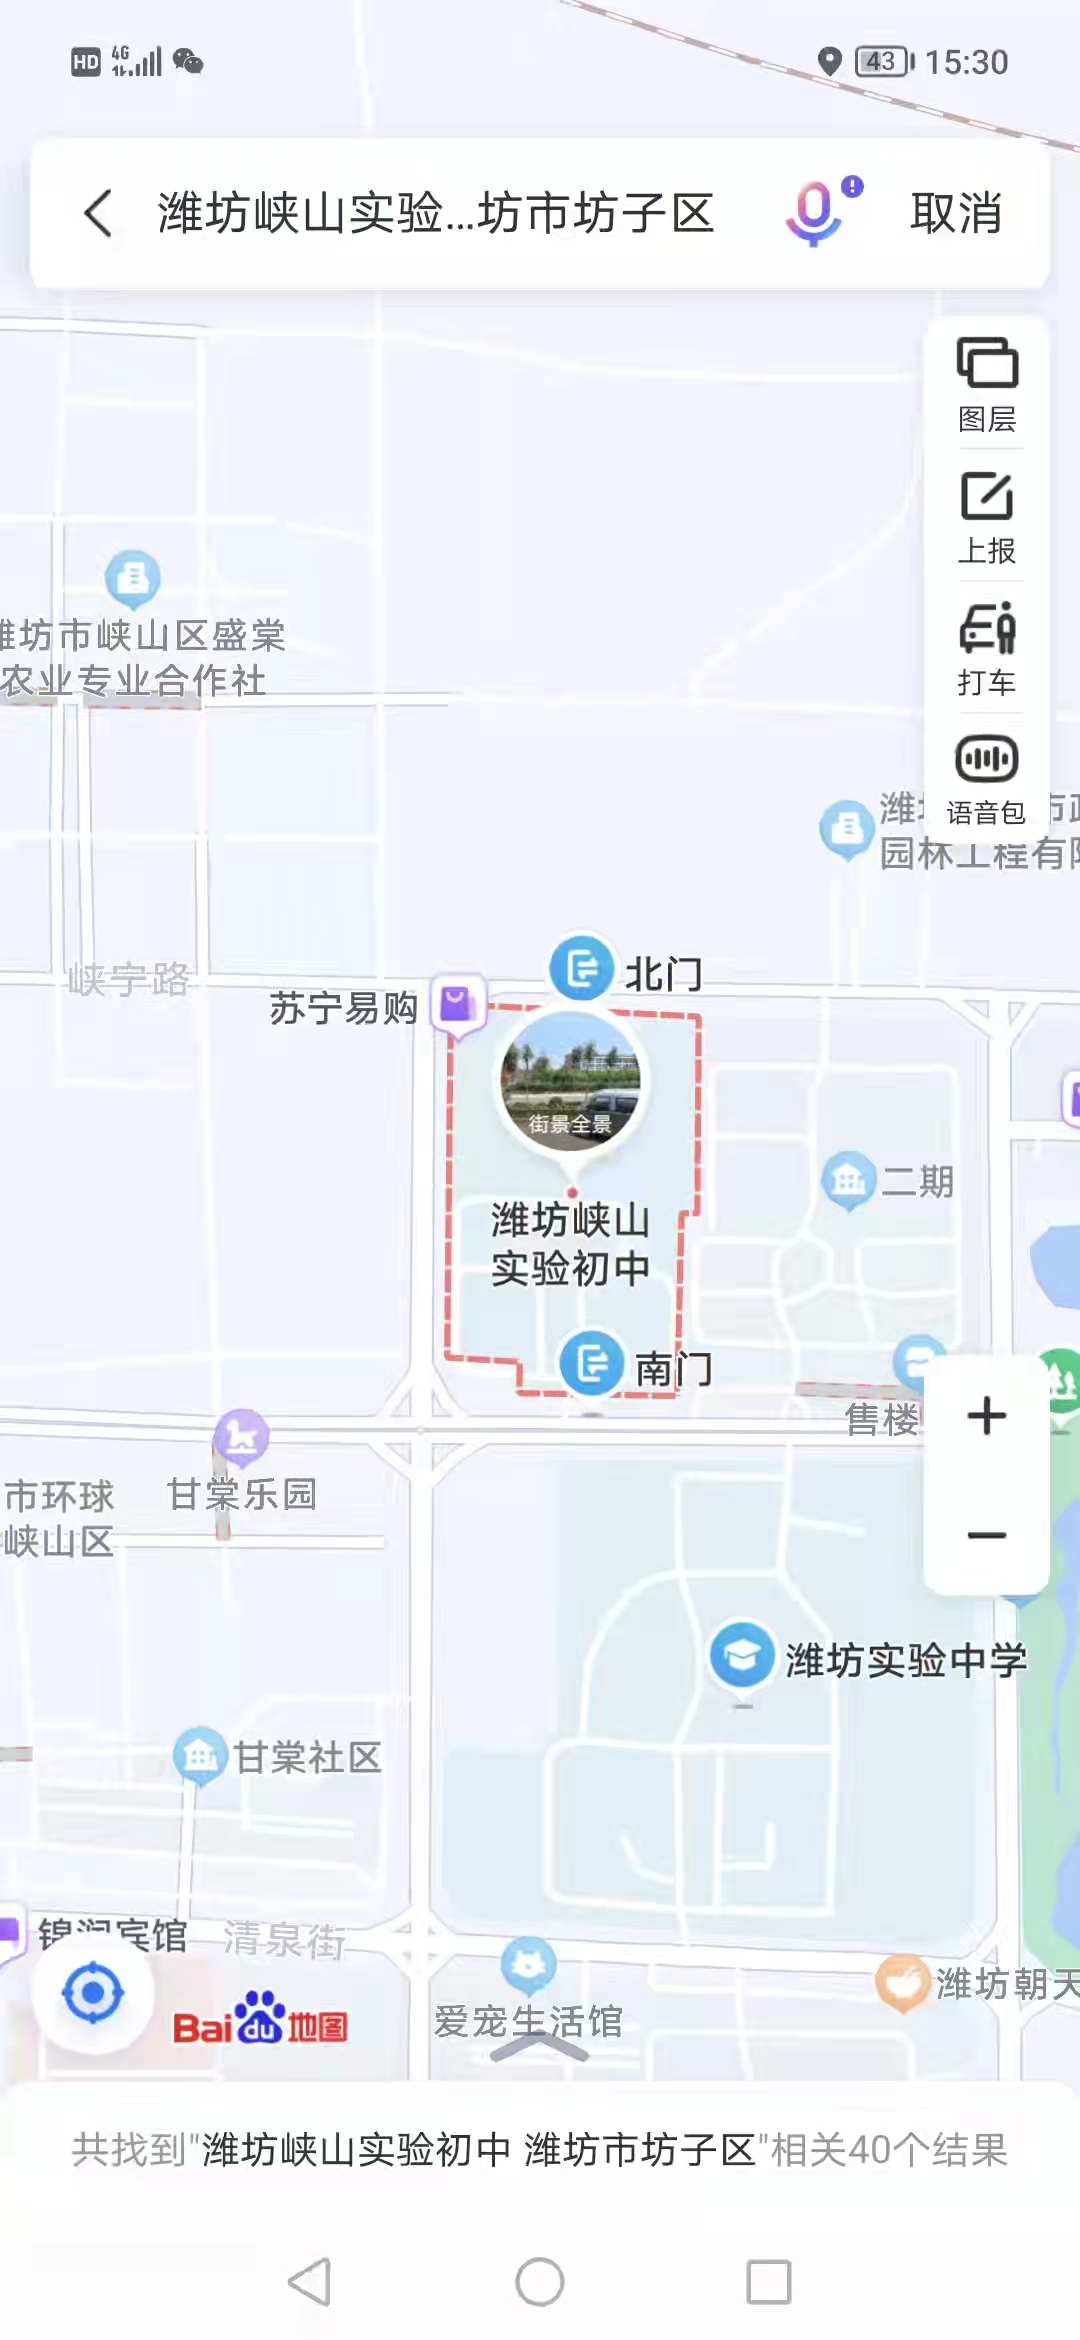 HD 4G 43 15:30
潍坊峡山实验...坊市坊子区 取消
图层
上报
打车
语音包
潍坊市峡山区盛棠
农业专业合作社
园林工程有限
峡宇路
苏宁易购
北门
街景全景
潍坊峡山
实验初中
二期
南门
售楼
甘棠乐园
市环球
峡山区
潍坊实验中学
甘棠社区
锦润宾馆
清泉街
潍坊朝天
爱宠生活馆
Bai du 地图
共找到"潍坊峡山实验初中 潍坊市坊子区"相关40个结果